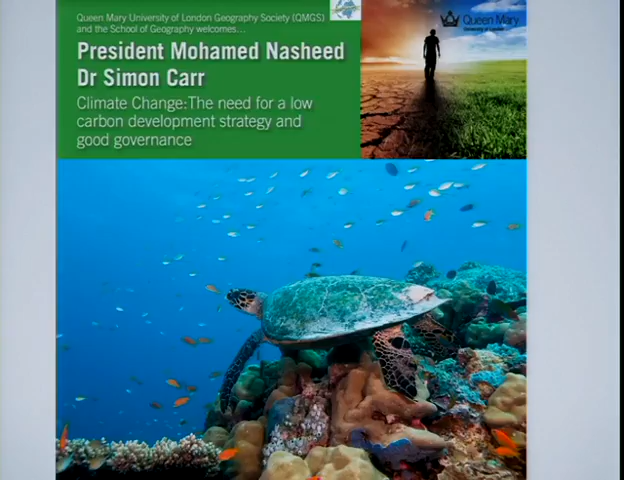 Queen Mary University of London Geography Society (QMGS)
and the School of Geography welcomes...
President Mohamed Nasheed
Dr Simon Carr
Climate Change:The need for a low
carbon development strategy and
good governance
Queen Mary
University of London